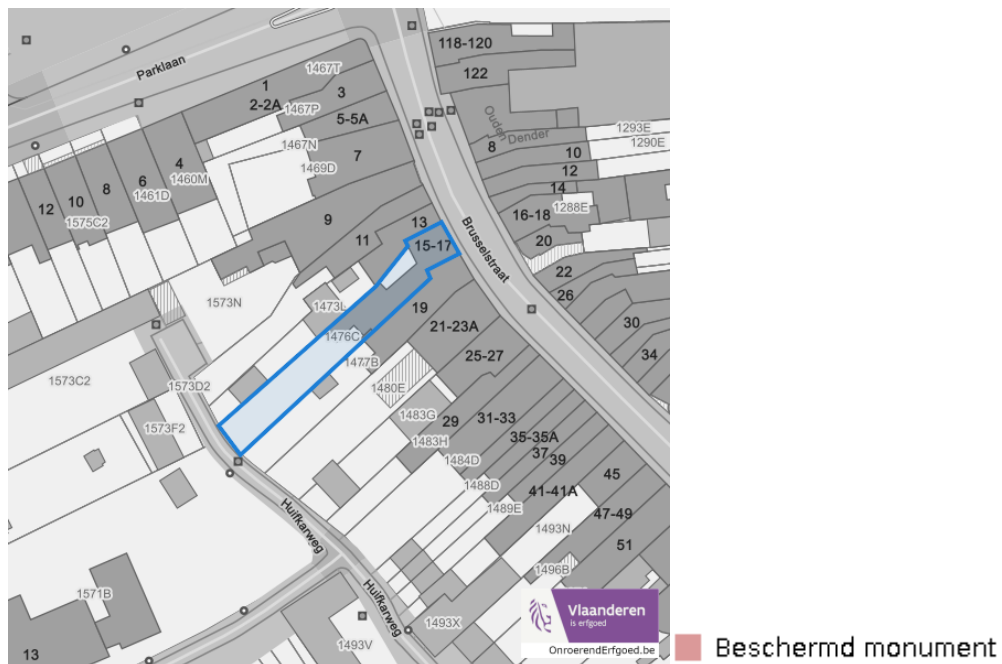 Parklaan
118-120
122
1467T
1
2-2A
1467P
3
5-5A
1467N
1469D
7
Ouden Dender
8
10
12
14
16-18
1288E
20
1293E
1290E
4
1460M
6
1461D
8
10
1575C2
12
9
11
13
15-17
Brusselstraat
22
26
30
34
1573N
1473L
1476C
19
21-23A
1477B
25-27
1480E
1573C2
1573D2
1573F2
1483G
29
1483H
31-33
1484D
35-35A
37
39
1488D
41-41A
1489E
45
1493N
47-49
51
1496B
Huifkarweg
Huifkarweg
1571B
13
1493V
1493X
Vlaanderen
is erfgoed
OnroerendErfgoed.be
Beschermd monument